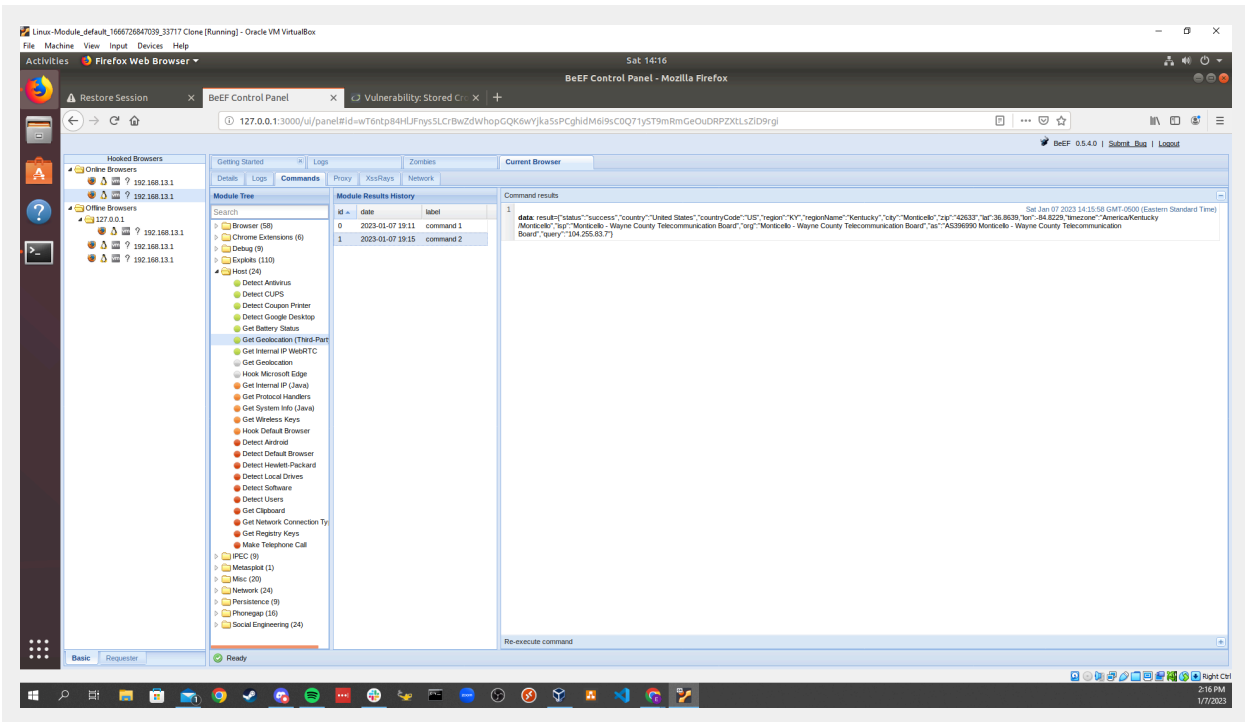 Linux-Module_default_1666726847039_33717 Clone [Running] - Oracle VM VirtualBox
File Machine View Input Devices Help
Activities Firefox Web Browser Sat 14:16
BeEF Control Panel - Mozilla Firefox
Restore Session × BeEF Control Panel × Vulnerability: Stored Cro × +
127.0.0.1:3000/ui/panel#id=
BeEF 0.5.4.0 | Submit Bug | Logout
Hooked Browsers
Online Browsers
? 192.168.13.1
? 192.168.13.1
Offline Browsers
127.0.0.1
? 192.168.13.1
? 192.168.13.1
? 192.168.13.1
Getting Started Logs Zombies Current Browser
Details Logs Commands Proxy XssRays Network
Module Tree
Search
Browser (58)
Chrome Extensions (6)
Debug (9)
Exploits (110)
Host (24)
Detect Antivirus
Detect CUPS
Detect Coupon Printer
Detect Google Desktop
Get Battery Status
Get Geolocation (Third-Part
Get Internal IP WebRTC
Get Geolocation
Hook Microsoft Edge
Get Internal IP (Java)
Get Protocol Handlers
Get System Info (Java)
Get Wireless Keys
Hook Default Browser
Detect Airdroid
Detect Default Browser
Detect Hewlett-Packard
Detect Local Drives
Detect Software
Detect Users
Get Clipboard
Get Network Connection Ty
Get Registry Keys
Make Telephone Call
IPEC (9)
Metasploit (1)
Misc (20)
Network (24)
Persistence (9)
Phonegap (16)
Social Engineering (24)
Module Results History
id date label
0 2023-01-07 19:11 command 1
1 2023-01-07 19:15 command 2
Command results
1 Sat Jan 07 2023 14:15:58 GMT-0500 (Eastern Standard Time)
data: result={"status":"success","country":"United States","countryCode":"US","region":"KY","regionName":"Kentucky","city":"Monticello","zip":"42633","lat":36.8639,"lon":-84.8229,"timezone":"America/Kentucky
/Monticello","isp":"Monticello - Wayne County Telecommunication Board","org":"Monticello - Wayne County Telecommunication Board","as":"AS396990 Monticello - Wayne County Telecommunication
Board","query":"104.255.83.7"}
Re-execute command
Basic Requester Ready
Right Ctrl
2:16 PM
1/7/2023